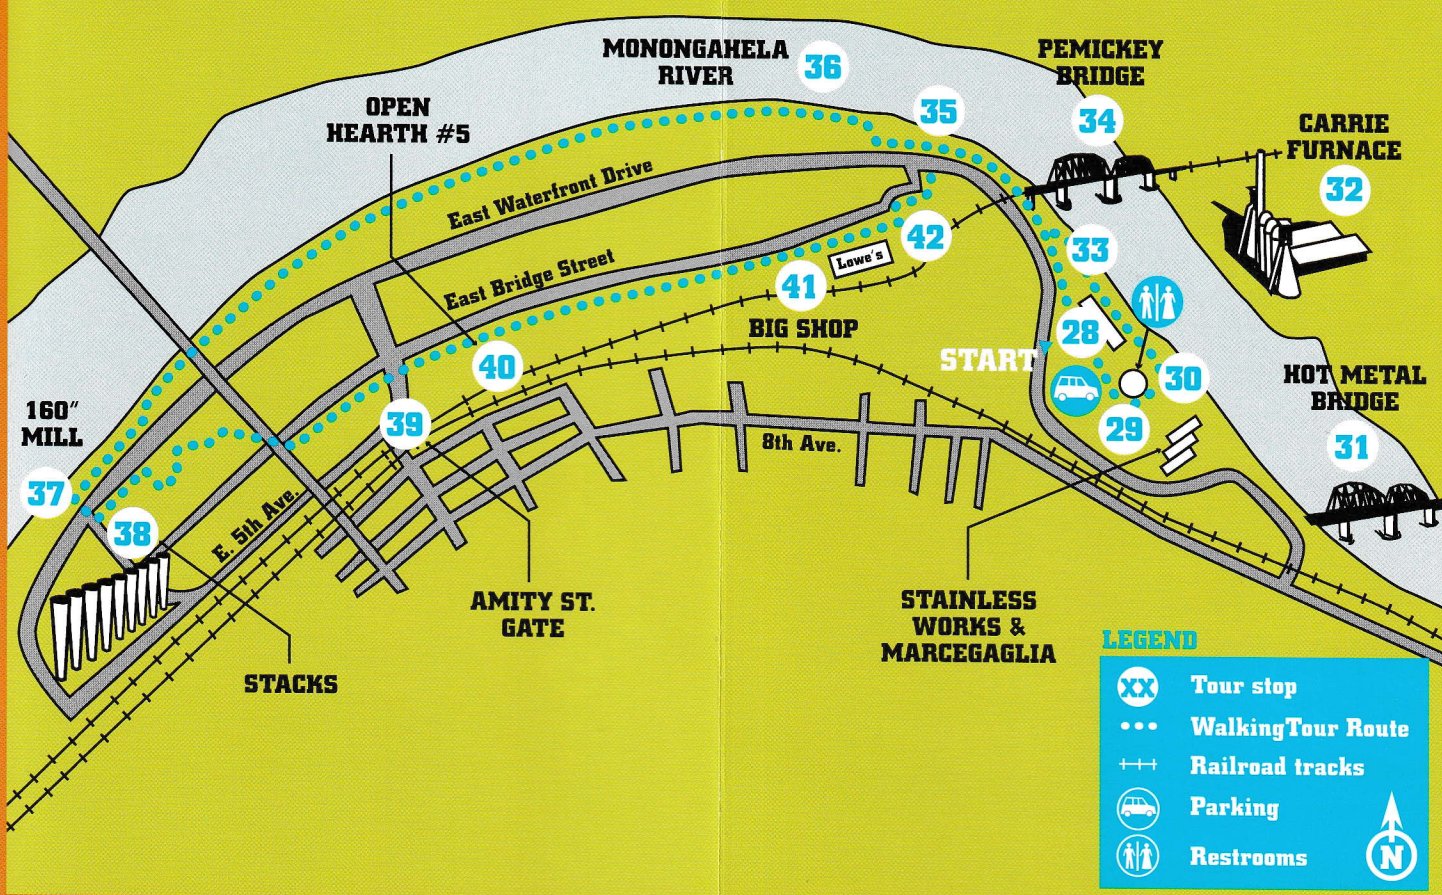 MONONGAHELA
RIVER
36
PEMICKEY
BRIDGE
34
35
OPEN
HEARTH #5
CARRIE
FURNACE
32
East Waterfront Drive
42
33
Lowe's
East Bridge Street
41
BIG SHOP
28
START
40
30
29
HOT METAL
BRIDGE
31
160"
MILL
37
39
8th Ave.
38
E. 5th Ave.
AMITY ST.
GATE
STACKS
STAINLESS
WORKS &
MARCEGAGLIA
LEGEND
XX Tour stop
WalkingTour Route
Railroad tracks
Parking
Restrooms
N